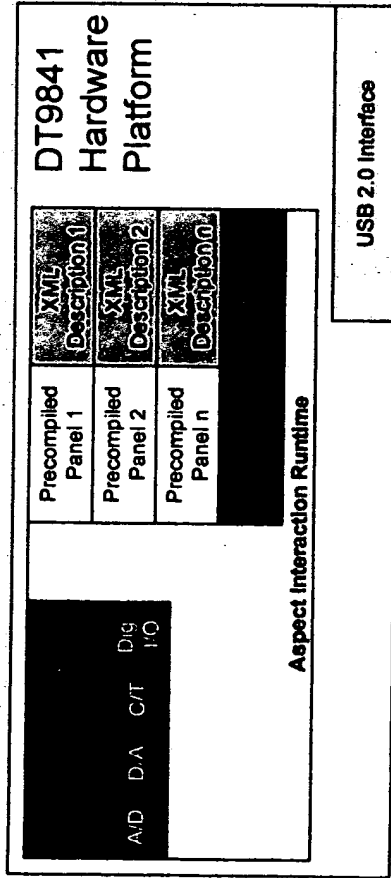 DT9841
Hardware
Platform
Precompiled
Panel 1
XML
Description 1
Precompiled
Panel 2
XML
Description 2
Precompiled
Panel n
XML
Description n
A/D D/A C/T Dig
I/O
Aspect Interaction Runtime
USB 2.0 Interface